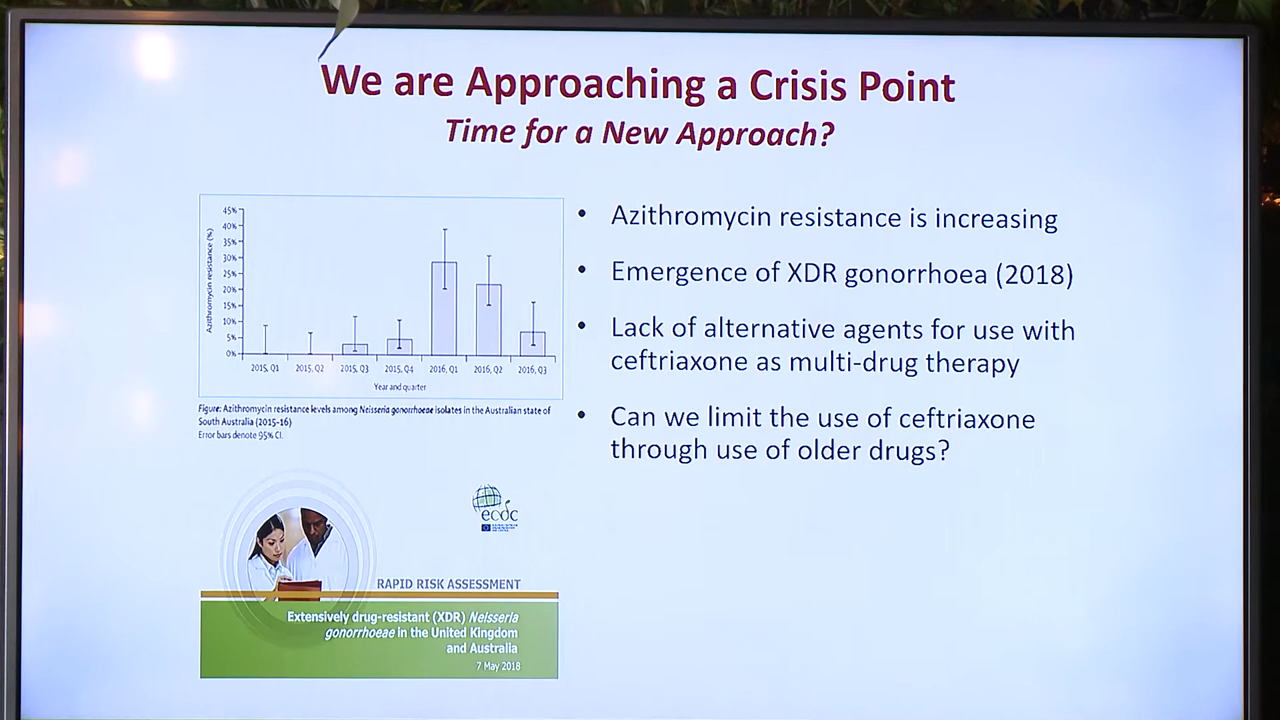 We are Approaching a Crisis Point
Time for a New Approach?
45%
40%
35%
30%
25%
20%
15%
10%
5%
0%
Azithromycin resistance (%)
2015, Q1 2015, Q2 2015, Q3 2015, Q4 2016, Q1 2016, Q2 2016, Q3
Year and quarter
Figure: Azithromycin resistance levels among Neisseria gonorrhoeae isolates in the Australian state of
South Australia (2015-16)
Error bars denote 95% CI.
• Azithromycin resistance is increasing
• Emergence of XDR gonorrhoea (2018)
• Lack of alternative agents for use with
ceftriaxone as multi-drug therapy
• Can we limit the use of ceftriaxone
through use of older drugs?
ecdc
RAPID RISK ASSESSMENT
Extensively drug-resistant (XDR) Neisseria
gonorrhoeae in the United Kingdom
and Australia
7 May 2018